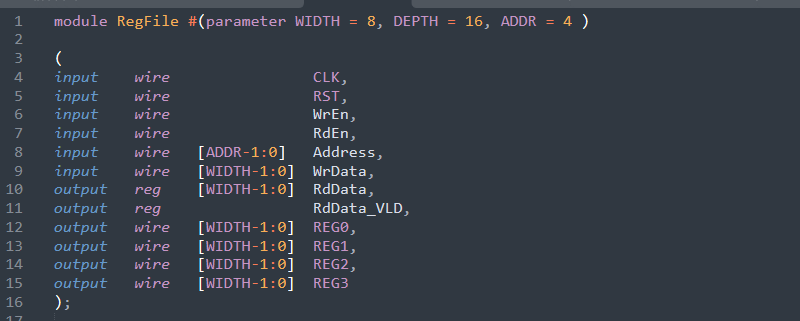 1 module RegFile #(parameter WIDTH = 8, DEPTH = 16, ADDR = 4 )
2
3 (
4 input wire CLK,
5 input wire RST,
6 input wire WrEn,
7 input wire RdEn,
8 input wire [ADDR-1:0] Address,
9 input wire [WIDTH-1:0] WrData,
10 output reg [WIDTH-1:0] RdData,
11 output reg RdData_VLD,
12 output wire [WIDTH-1:0] REG0,
13 output wire [WIDTH-1:0] REG1,
14 output wire [WIDTH-1:0] REG2,
15 output wire [WIDTH-1:0] REG3
16 );
17